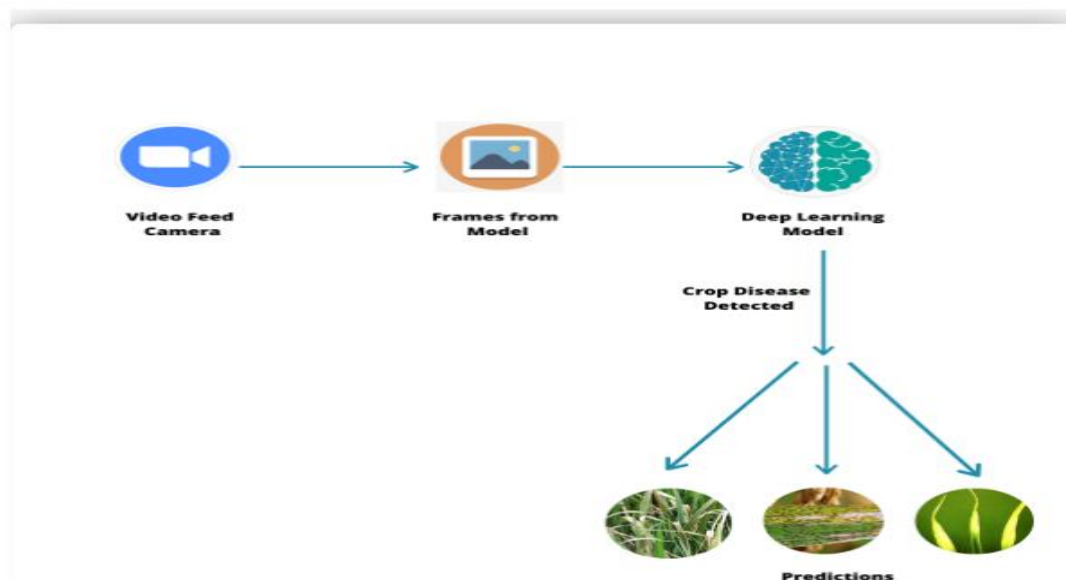 Video Feed
Camera
Frames from
Model
Deep Learning
Model
Crop Disease
Detected
Predictions